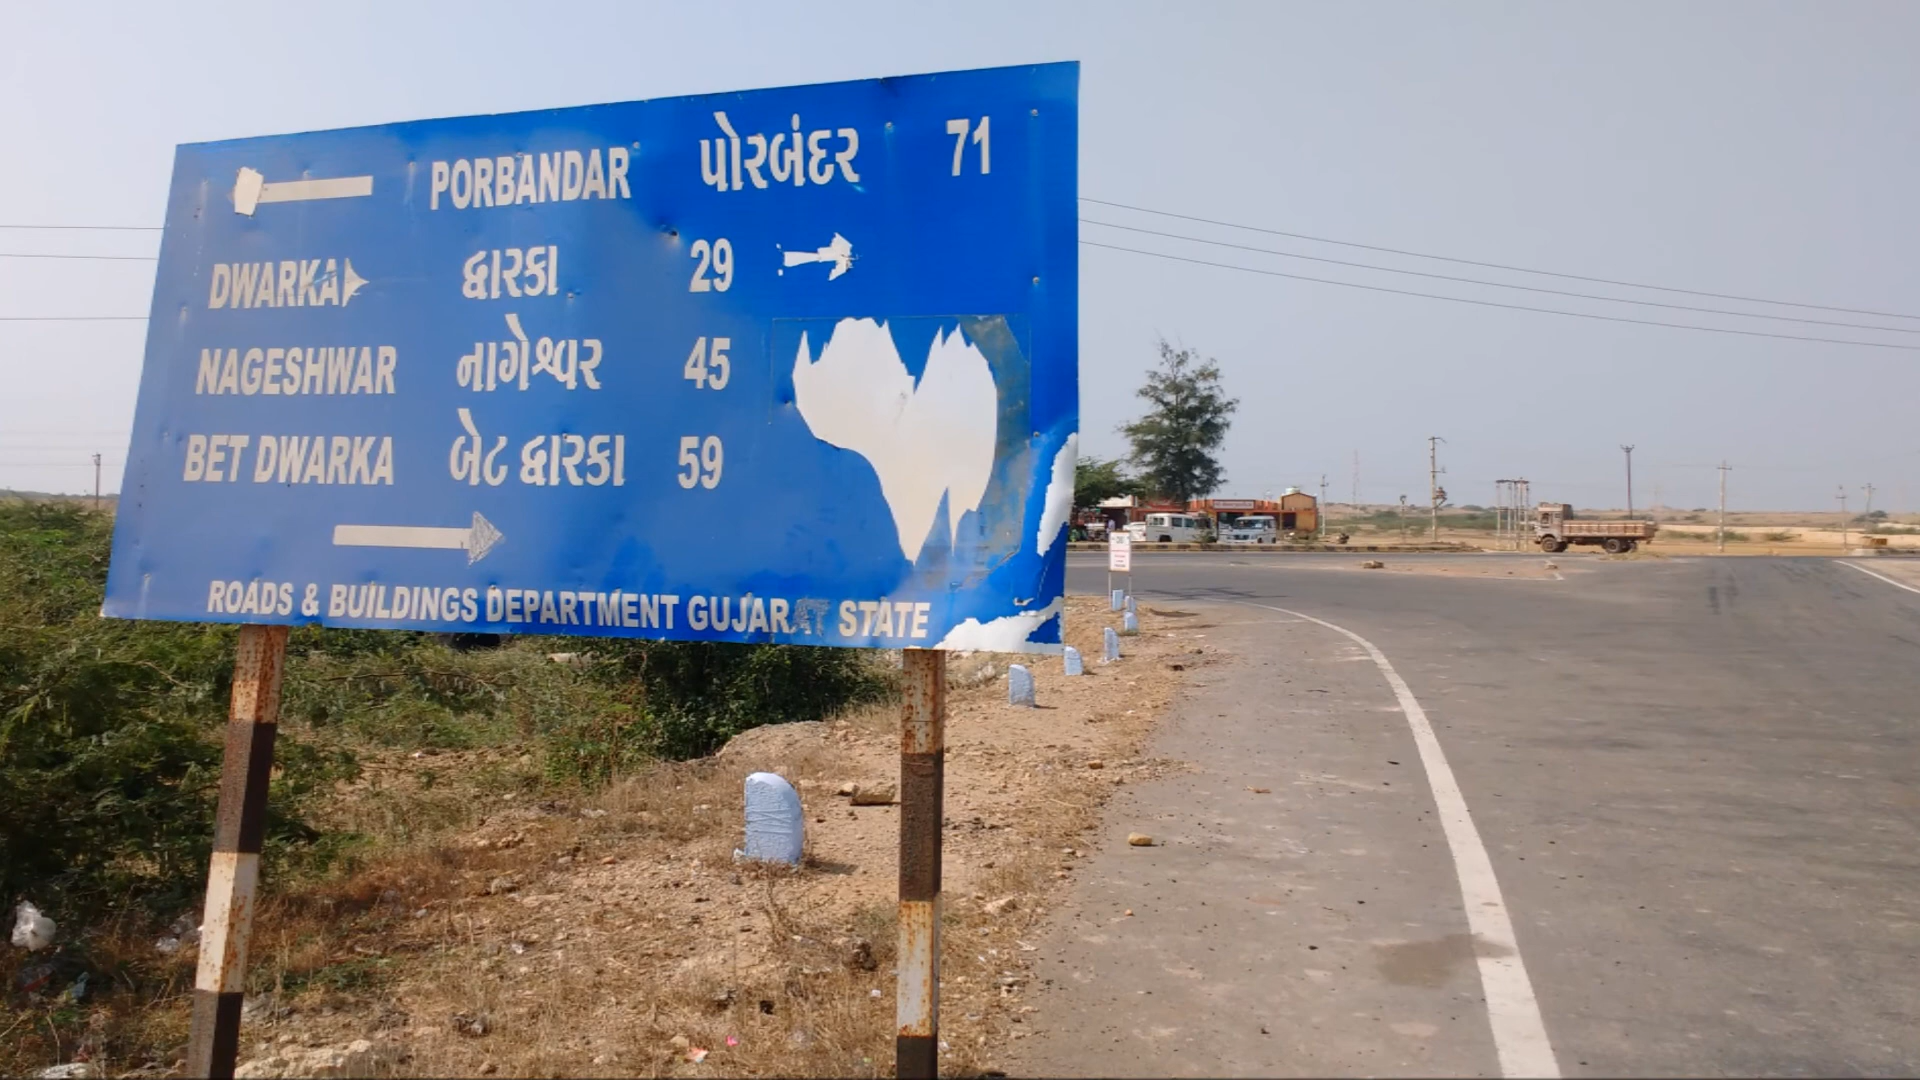 PORBANDAR પોરબંદર 71
DWARKA દ્વારકા 29
NAGESHWAR નાગેશ્વર 45
BET DWARKA બેટ દ્વારકા 59
ROADS & BUILDINGS DEPARTMENT GUJARAT STATE